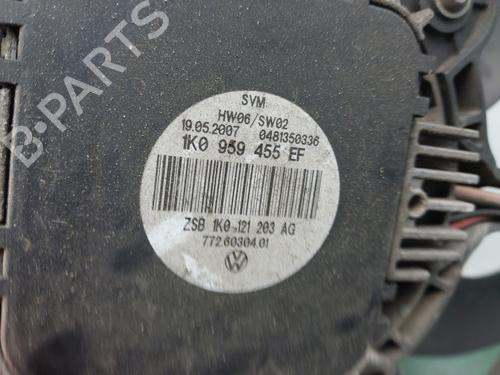 B-PARTS
SVM
HW06/SW02
19.05.2007 0481350336
1K0 959 455 EF
ZSB 1K0 121 203 AG
772.60304.01